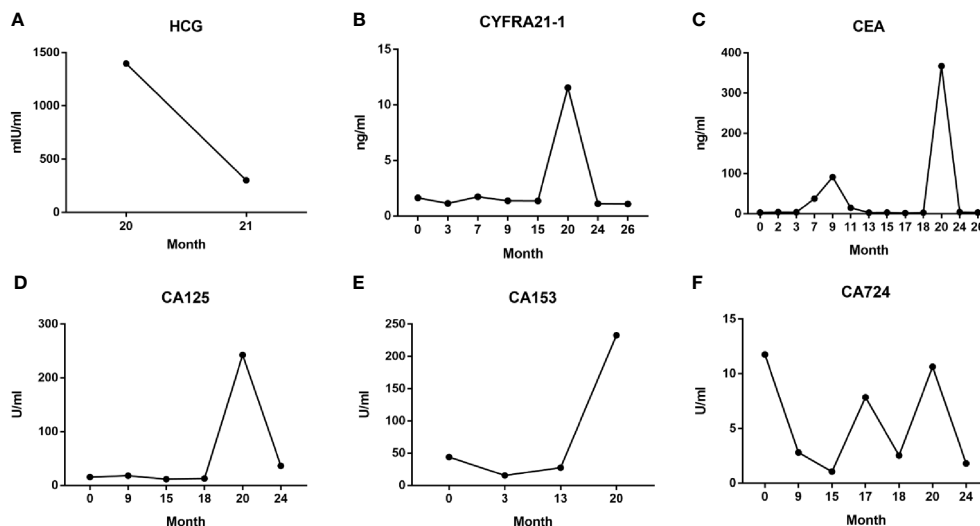 A
HCG
1500
1000
500
0
mIU/ml
20 21
Month
B
CYFRA21-1
15
10
5
0
ng/ml
0 3 7 9 15 20 24 26
Month
C
CEA
400
300
200
100
0
ng/ml
0 2 3 7 9 11 13 15 17 18 20 24 26
Month
D
CA125
300
200
100
0
U/ml
0 9 15 18 20 24
Month
E
CA153
250
200
150
100
50
0
U/ml
0 3 13 20
Month
F
CA724
15
10
5
0
U/ml
0 9 15 17 18 20 24
Month